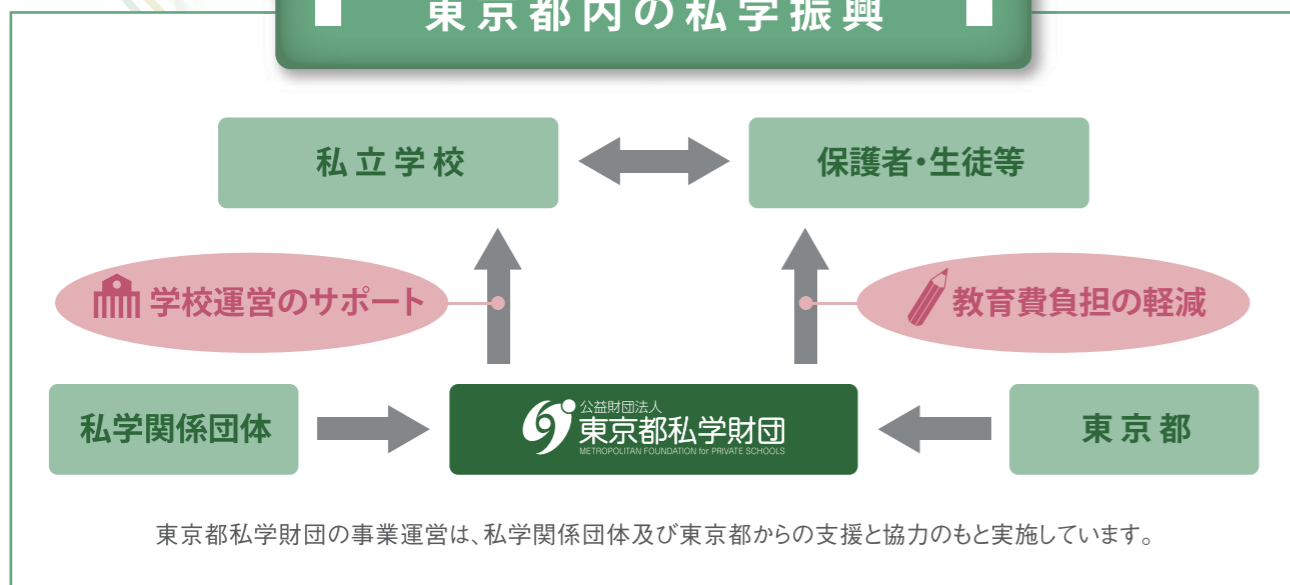 東京都内の私学振興
私立学校
保護者・生徒等
学校運営のサポート
教育費負担の軽減
私学関係団体
公益財団法人
東京都私学財団
METROPOLITAN FOUNDATION for PRIVATE SCHOOLS
東京都
東京都私学財団の事業運営は、私学関係団体及び東京都からの支援と協力のもと実施しています。